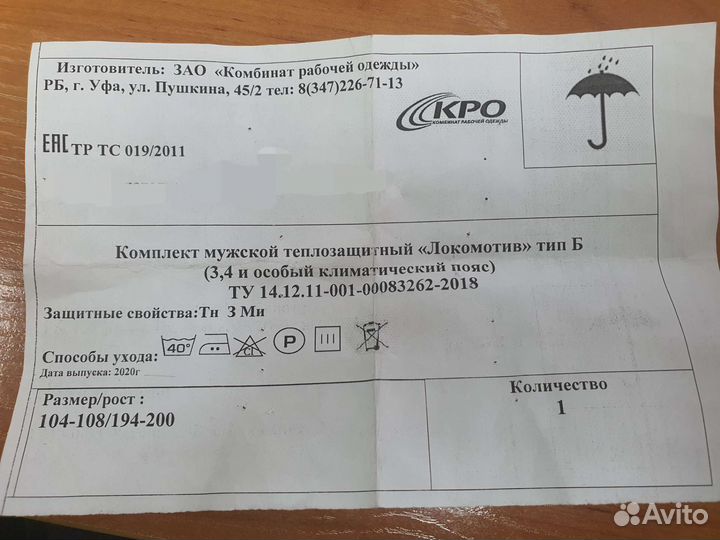 Изготовитель: ЗАО «Комбинат рабочей одежды»
РБ, г. Уфа, ул. Пушкина, 45/2 тел: 8(347)226-71-13
КРО
КОМБИНАТ РАБОЧЕЙ ОДЕЖДЫ
ЕАС ТР ТС 019/2011
Комплект мужской теплозащитный «Локомотив» тип Б
(3,4 и особый климатический пояс)
ТУ 14.12.11-001-00083262-2018
Защитные свойства:Тн З Ми
Способы ухода: 40° CL P
Дата выпуска: 2020г
Размер/рост :
104-108/194-200
Количество
1
Avito